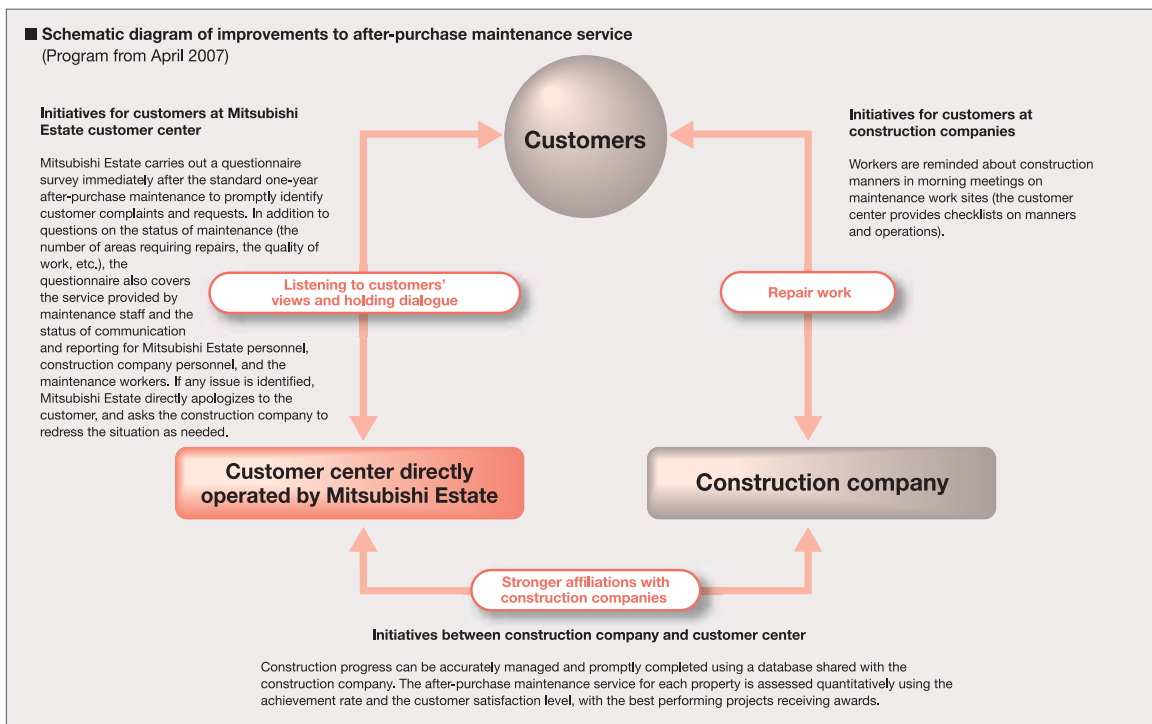 ■ Schematic diagram of improvements to after-purchase maintenance service
(Program from April 2007)
Customers
Initiatives for customers at Mitsubishi
Estate customer center
Mitsubishi Estate carries out a questionnaire
survey immediately after the standard one-year
after-purchase maintenance to promptly identify
customer complaints and requests. In addition to
questions on the status of maintenance (the
number of areas requiring repairs, the quality of
work, etc.), the
questionnaire also covers
the service provided by
maintenance staff and the
status of communication
and reporting for Mitsubishi Estate personnel,
construction company personnel, and the
maintenance workers. If any issue is identified,
Mitsubishi Estate directly apologizes to the
customer, and asks the construction company to
redress the situation as needed.
Listening to customers'
views and holding dialogue
Initiatives for customers at
construction companies
Workers are reminded about construction
manners in morning meetings on
maintenance work sites (the customer
center provides checklists on manners
and operations).
Repair work
Customer center directly
operated by Mitsubishi Estate
Construction company
Stronger affiliations with
construction companies
Initiatives between construction company and customer center
Construction progress can be accurately managed and promptly completed using a database shared with the
construction company. The after-purchase maintenance service for each property is assessed quantitatively using the
achievement rate and the customer satisfaction level, with the best performing projects receiving awards.